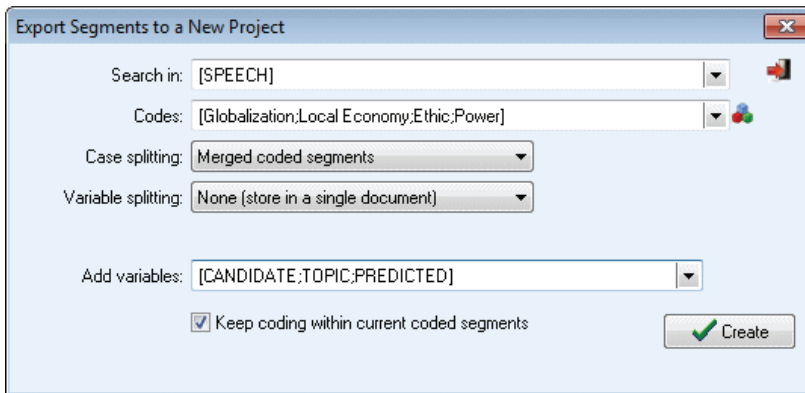 Export Segments to a New Project
Search in: [SPEECH]
Codes: [Globalization;Local Economy;Ethic;Power]
Case splitting: Merged coded segments
Variable splitting: None (store in a single document)
Add variables: [CANDIDATE;TOPIC;PREDICTED]
Keep coding within current coded segments
Create